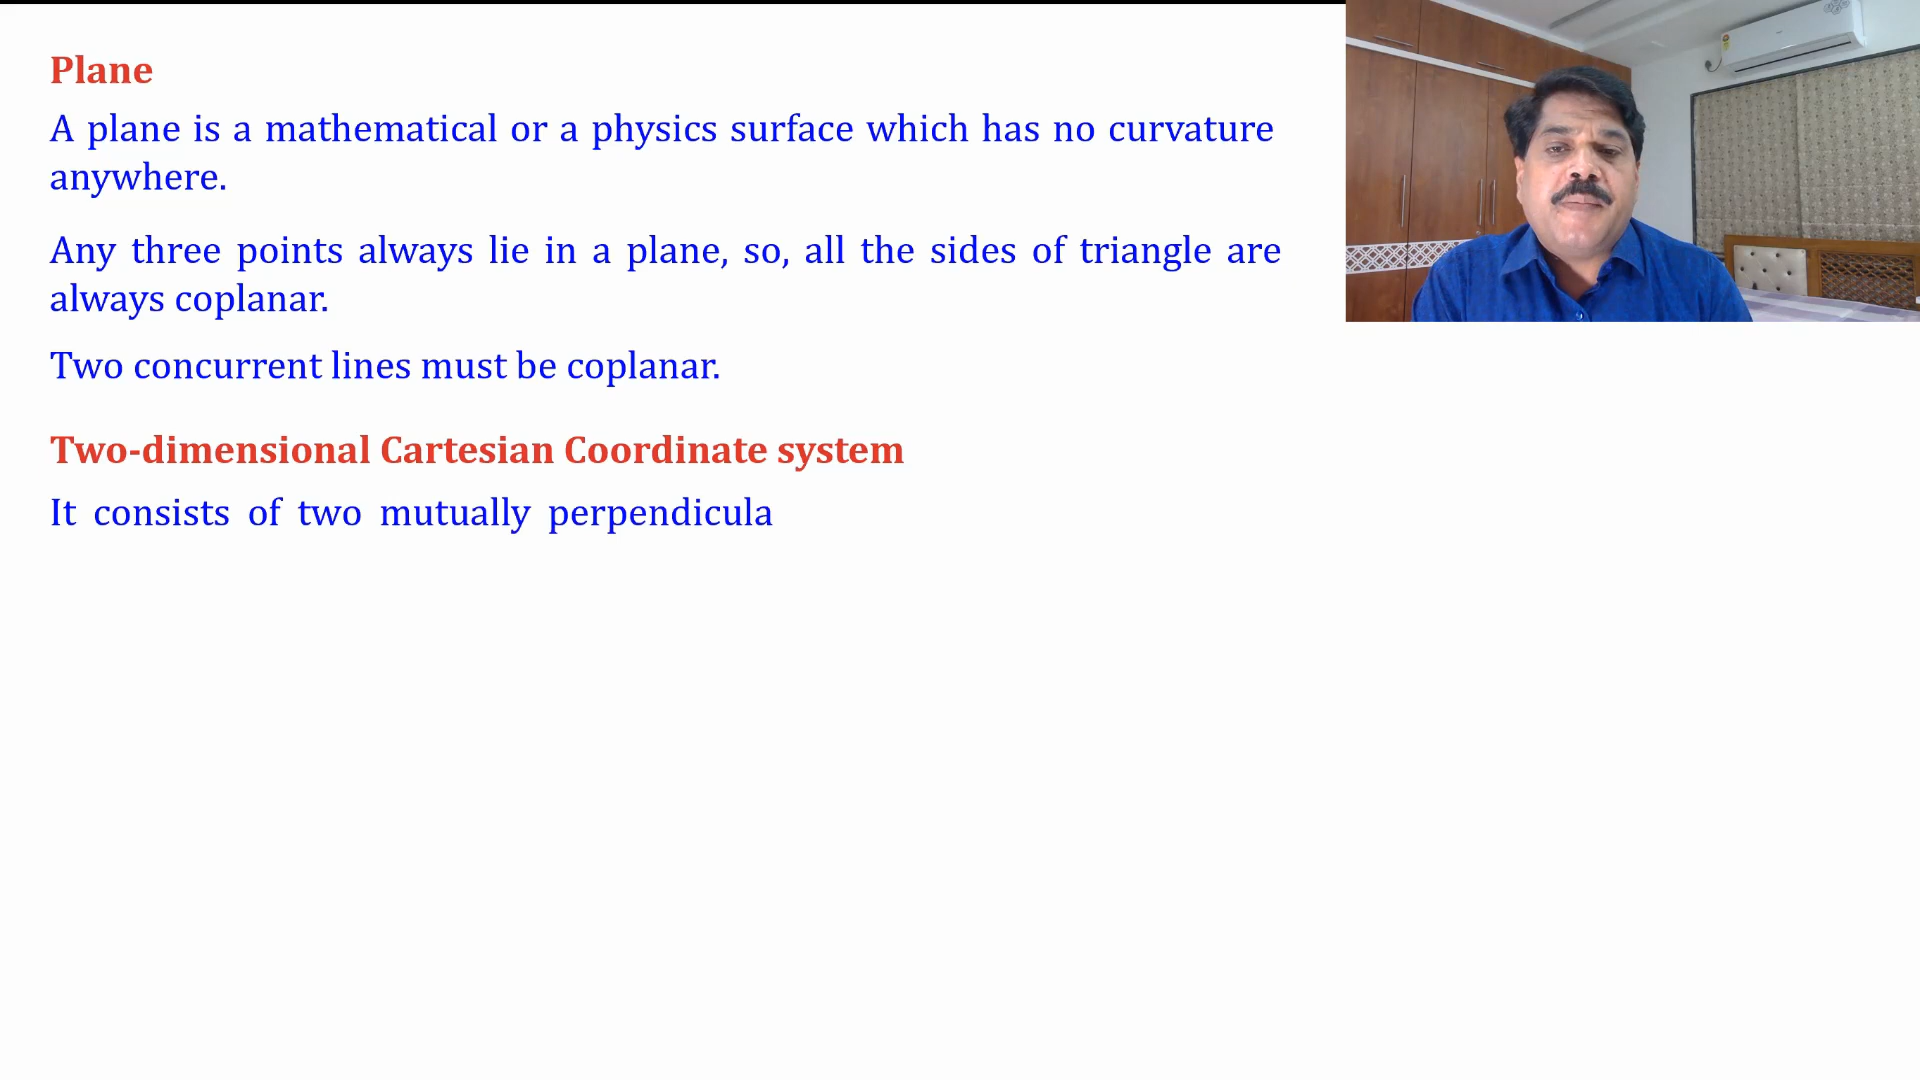 Plane
A plane is a mathematical or a physics surface which has no curvature
anywhere.
Any three points always lie in a plane, so, all the sides of triangle are
always coplanar.
Two concurrent lines must be coplanar.
Two-dimensional Cartesian Coordinate system
It consists of two mutually perpendicula